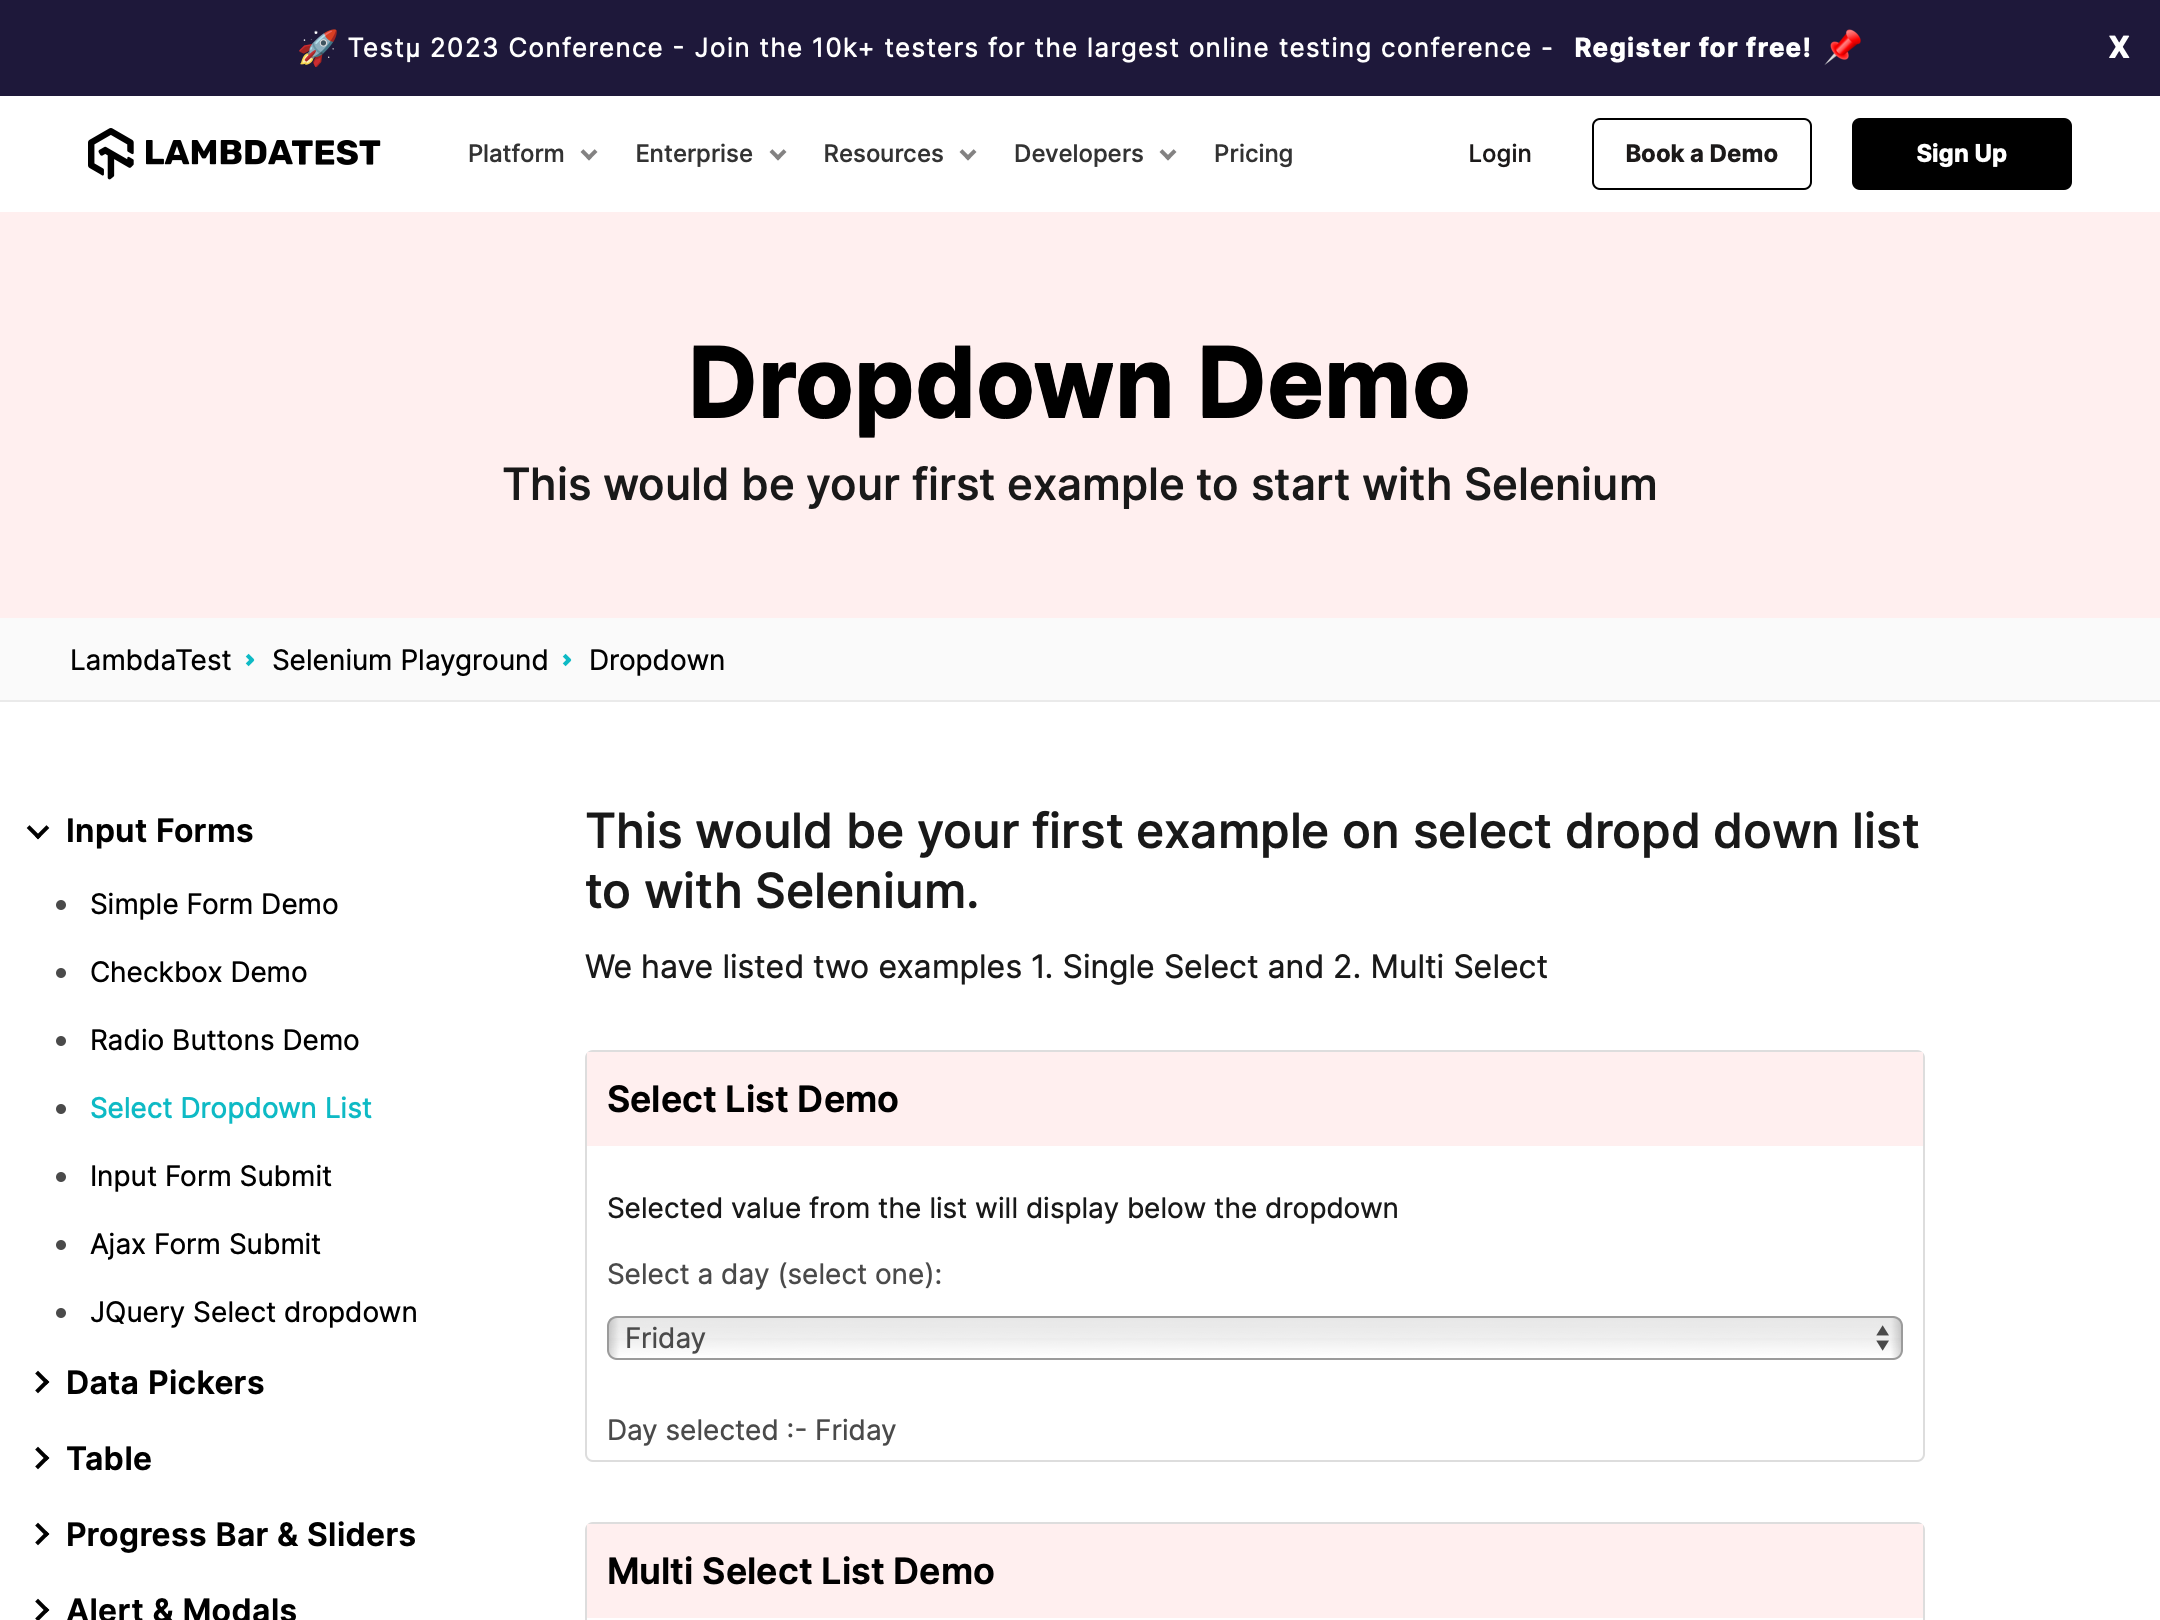 🚀 Testμ 2023 Conference - Join the 10k+ testers for the largest online testing conference - Register for free! 📌 X
LAMBDATEST Platform Enterprise Resources Developers Pricing Login Book a Demo Sign Up
Dropdown Demo
This would be your first example to start with Selenium
LambdaTest Selenium Playground Dropdown
Input Forms
Simple Form Demo
Checkbox Demo
Radio Buttons Demo
Select Dropdown List
Input Form Submit
Ajax Form Submit
JQuery Select dropdown
Data Pickers
Table
Progress Bar & Sliders
Alert & Modals
This would be your first example on select dropd down list
to with Selenium.
We have listed two examples 1. Single Select and 2. Multi Select
Select List Demo
Selected value from the list will display below the dropdown
Select a day (select one):
Friday
Day selected :- Friday
Multi Select List Demo